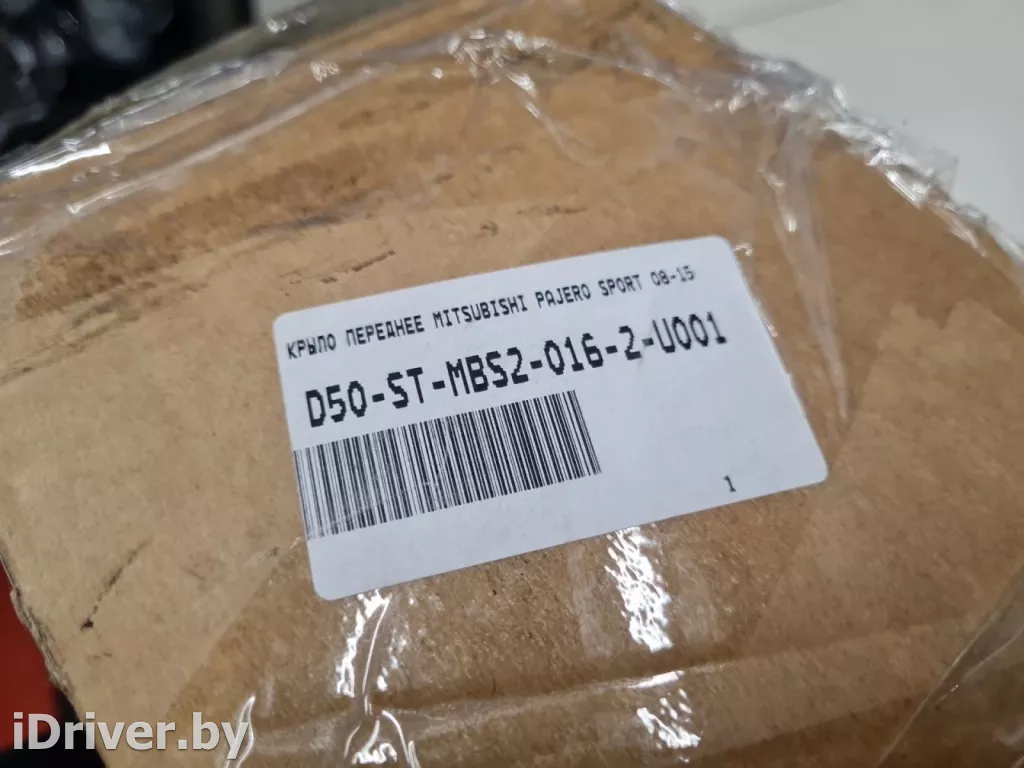 КРЫЛО ПЕРЕДНЕЕ MITSUBISHI PAJERO SPORT 08-15
D50-ST-MBS2-016-2-U001
1
iDriver.by